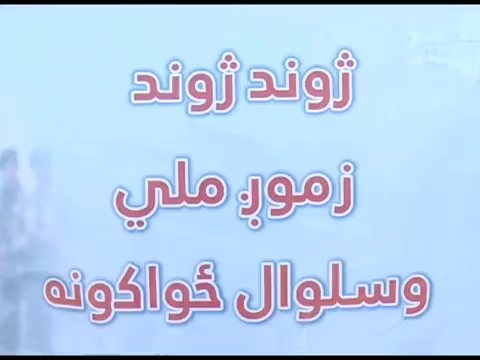 ژوند ژوند
زموږ ملي
وسلوال ځواکونه